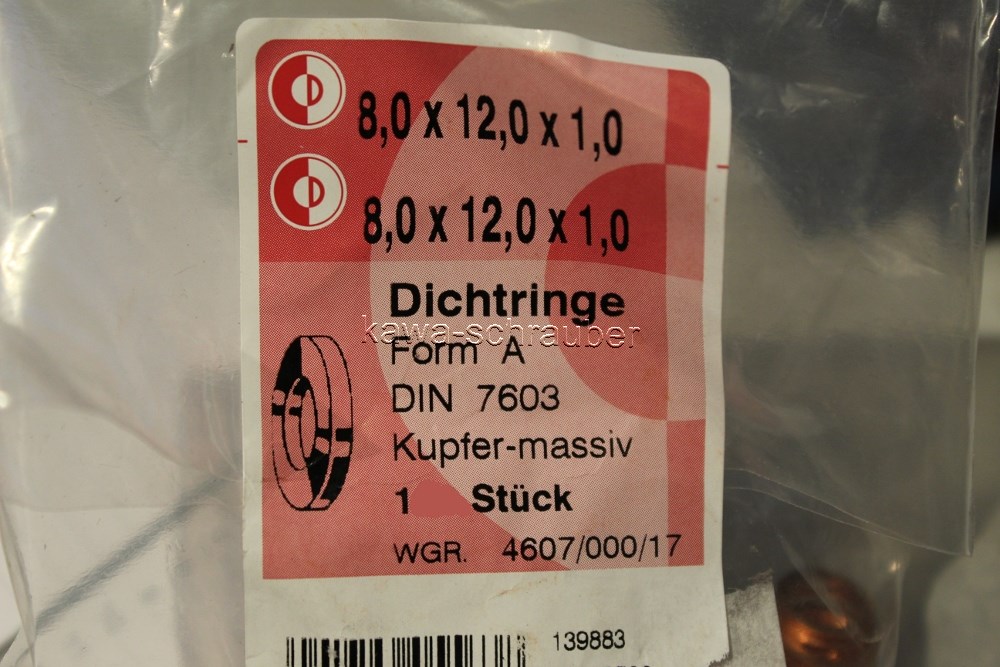 8,0 x 12,0 x 1,0
8,0 x 12,0 x 1,0
Dichtringe
kawa-schrauber
Form A
DIN 7603
Kupfer-massiv
1 Stück
WGR. 4607/000/17
139883